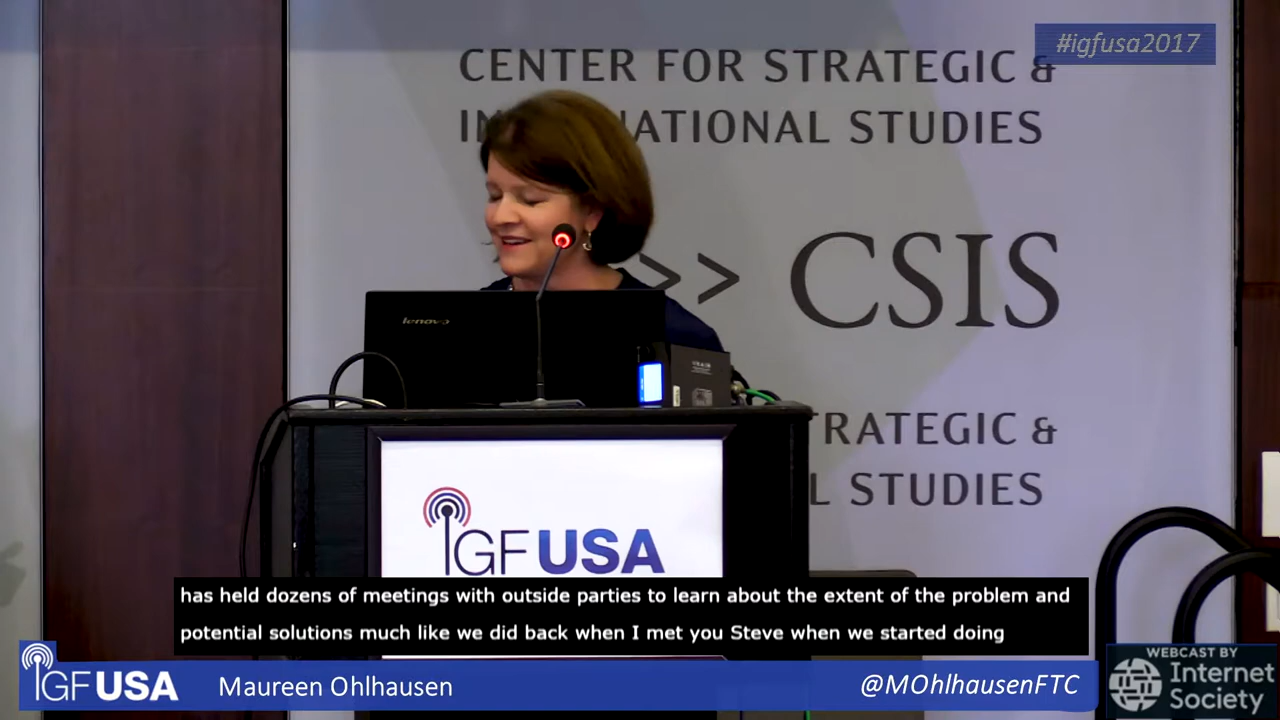 #igfusa2017
CENTER FOR STRATEGIC &
IN ATIONAL STUDIES
>> CSIS
lenovo
RATEGIC &
L STUDIES
IGF USA
has held dozens of meetings with outside parties to learn about the extent of the problem and
potential solutions much like we did back when I met you Steve when we started doing
IGF USA
Maureen Ohlhausen
@MOhlhausenFTC
WEBCAST BY
Internet
Society